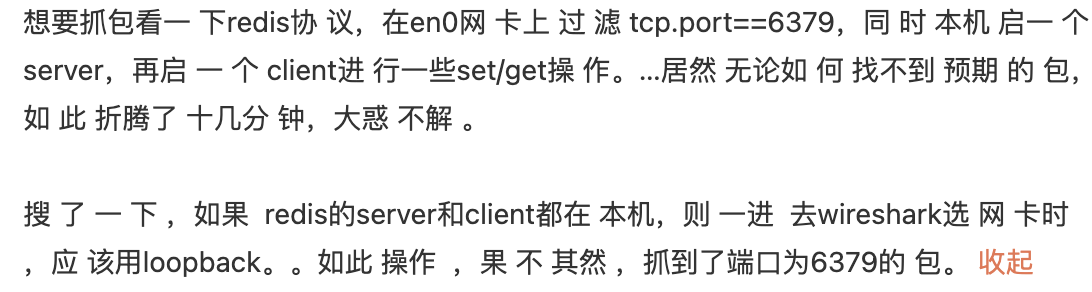 想要抓包看一 下redis协 议，在en0网 卡上 过 滤 tcp.port==6379，同 时 本机 启一 个
server，再启 一 个 client进 行一些set/get操 作。...居然 无论如 何 找不到 预期 的 包，
如 此 折腾了 十几分 钟，大惑 不解 。
搜 了 一 下 ，如果 redis的server和client都在 本机，则 一进 去wireshark选 网 卡时
，应 该用loopback。。如此 操作 ，果 不 其然 ，抓到了端口为6379的 包。 收起